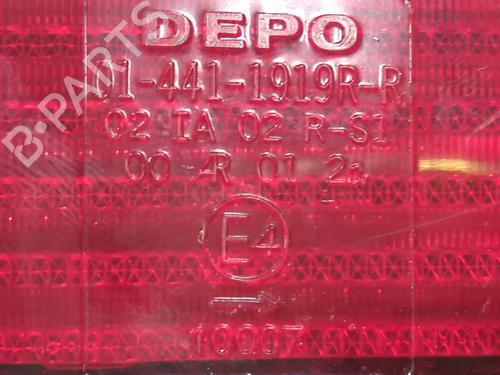 DEPO
01-441-1919R-R
02 IA 02 R-S1
00 AR 01 2a
E4
10007
B-PARTS